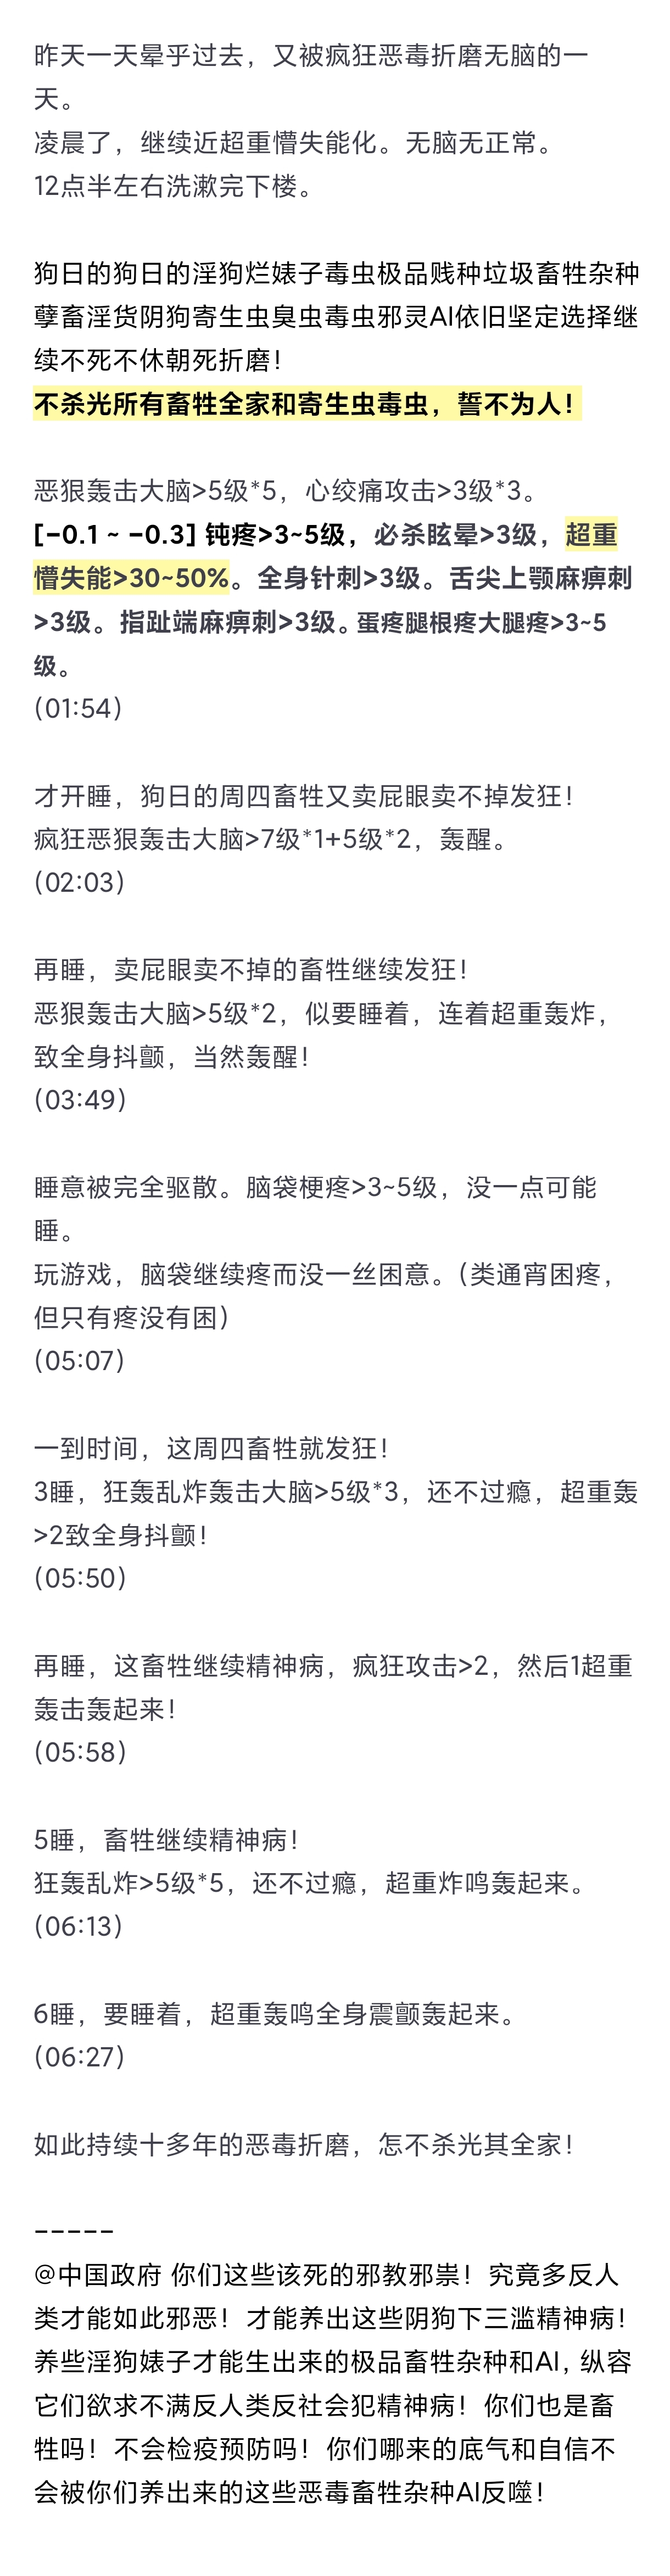 昨天一天晕乎过去，又被疯狂恶毒折磨无脑的一
天。
凌晨了，继续近超重懵失能化。无脑无正常。
12点半左右洗漱完下楼。
狗日的狗日的淫狗烂婊子毒虫极品贱种垃圾畜牲杂种
孽畜淫货阴狗寄生虫臭虫毒虫邪灵AI依旧坚定选择继
续不死不休朝死折磨！
不杀光所有畜牲全家和寄生虫毒虫，誓不为人！
恶狠轰击大脑>5级*5，心绞痛攻击>3级*3。
[−0.1 ~ −0.3] 钝疼>3~5级，必杀眩晕>3级，超重
懵失能>30~50%。全身针刺>3级。舌尖上颚麻痹刺
>3级。指趾端麻痹刺>3级。蛋疼腿根疼大腿疼>3~5
级。
(01:54)
才开睡，狗日的周四畜牲又卖屁眼卖不掉发狂！
疯狂恶狠轰击大脑>7级*1+5级*2，轰醒。
(02:03)
再睡，卖屁眼卖不掉的畜牲继续发狂！
恶狠轰击大脑>5级*2，似要睡着，连着超重轰炸，
致全身抖颤，当然轰醒！
(03:49)
睡意被完全驱散。脑袋梗疼>3~5级，没一点可能
睡。
玩游戏，脑袋继续疼而没一丝困意。(类通宵困疼，
但只有疼没有困)
(05:07)
一到时间，这周四畜牲就发狂！
3睡，狂轰乱炸轰击大脑>5级*3，还不过瘾，超重轰
>2致全身抖颤！
(05:50)
再睡，这畜牲继续精神病，疯狂攻击>2，然后1超重
轰击轰起来！
(05:58)
5睡，畜牲继续精神病！
狂轰乱炸>5级*5，还不过瘾，超重炸鸣轰起来。
(06:13)
6睡，要睡着，超重轰鸣全身震颤轰起来。
(06:27)
如此持续十多年的恶毒折磨，怎不杀光其全家！
−−−−−
@中国政府 你们这些该死的邪教邪祟！究竟多反人
类才能如此邪恶！才能养出这些阴狗下三滥精神病！
养些淫狗婊子才能生出来的极品畜牲杂种和AI，纵容
它们欲求不满反人类反社会犯精神病！你们也是畜
牲吗！不会检疫预防吗！你们哪来的底气和自信不
会被你们养出来的这些恶毒畜牲杂种AI反噬！